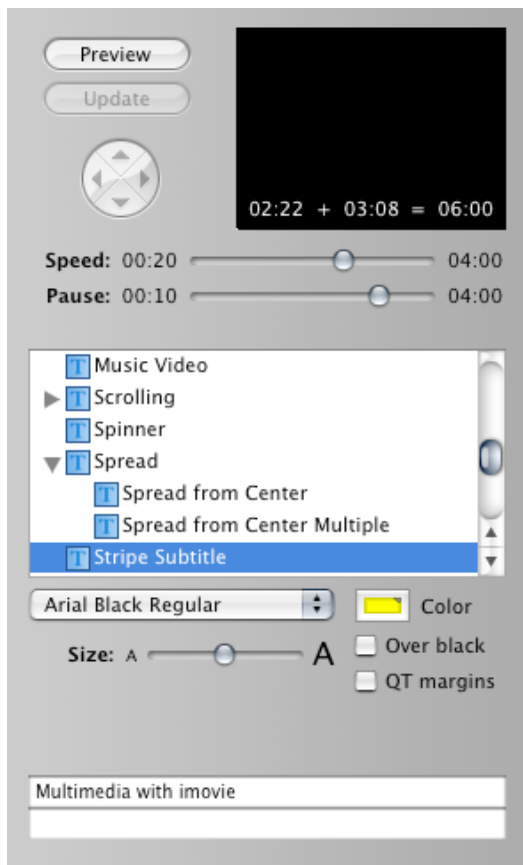 Preview
Update
02:22 + 03:08 = 06:00
Speed: 00:20 04:00
Pause: 00:10 04:00
Music Video
Scrolling
Spinner
Spread
Spread from Center
Spread from Center Multiple
Stripe Subtitle
Arial Black Regular Color
Size: A A Over black
QT margins
Multimedia with imovie